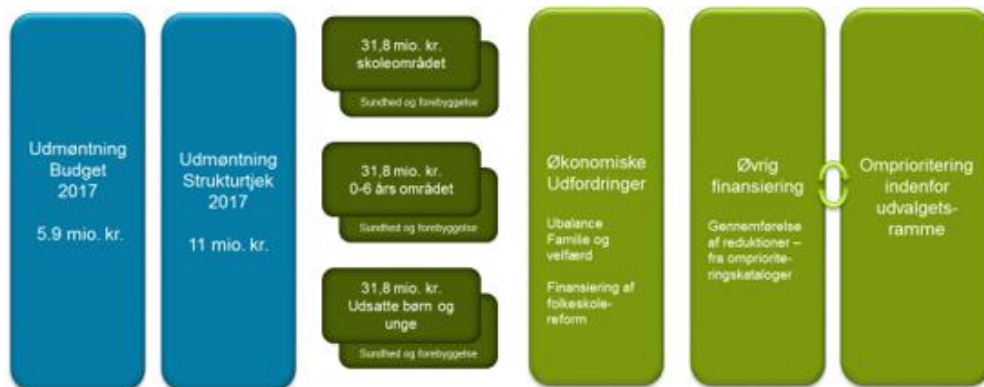 Udmøntning
Budget
2017
5.9 mio. kr.
Udmøntning
Strukturtjek
2017
11 mio. kr.
31,8 mio. kr.
skoleområdet
Sundhed og forebyggelse
31,8 mio. kr.
0-6 års området
Sundhed og forebyggelse
31,8 mio. kr.
Udsatte børn og
unge
Sundhed og forebyggelse
Økonomiske
Udfordringer
Ubalance
Familie og
velfærd
Finansiering af
folkeskole-
reform
Øvrig
finansiering
Gennemførelse
af reduktioner –
fra ompriorite-
ringskataloger
Omprioritering
indenfor
udvalgets-
ramme